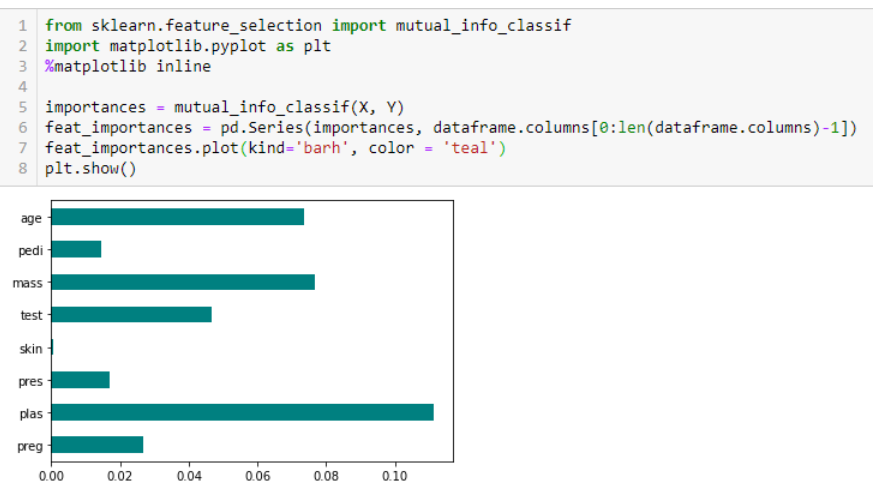 1 from sklearn.feature_selection import mutual_info_classif
2 import matplotlib.pyplot as plt
3 %matplotlib inline
4
5 importances = mutual_info_classif(X, Y)
6 feat_importances = pd.Series(importances, dataframe.columns[0:len(dataframe.columns)-1])
7 feat_importances.plot(kind='barh', color = 'teal')
8 plt.show()
age
pedi
mass
test
skin
pres
plas
preg
0.00 0.02 0.04 0.06 0.08 0.10